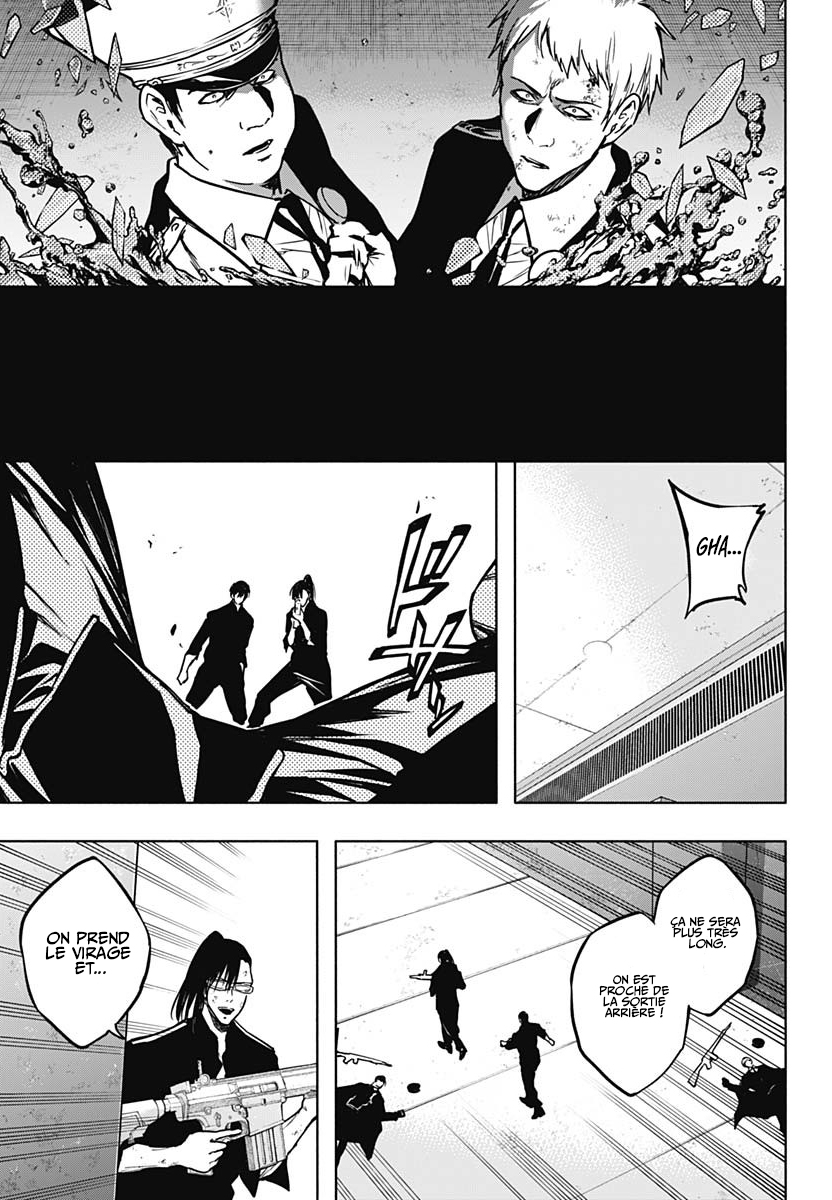 GHA...
ドサッ
ÇA NE SERA
PLUS TRÈS
LONG.
ON EST
PROCHE DE
LA SORTIE
ARRIÈRE !
ON PREND
LE VIRAGE
ET...